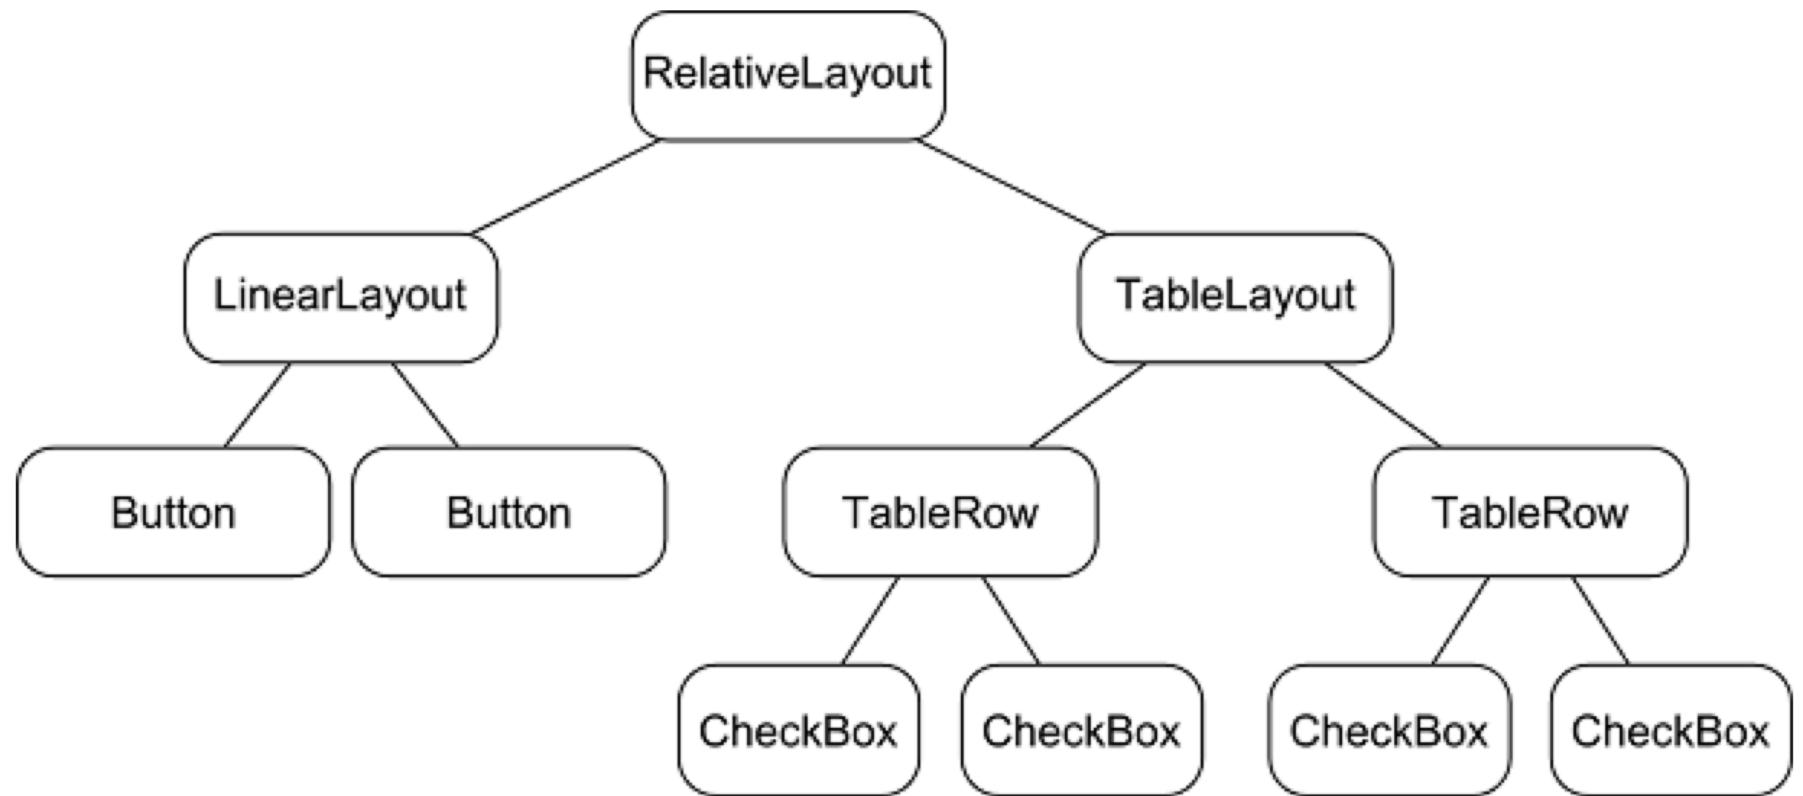 RelativeLayout
LinearLayout
TableLayout
Button
Button
TableRow
TableRow
CheckBox
CheckBox
CheckBox
CheckBox